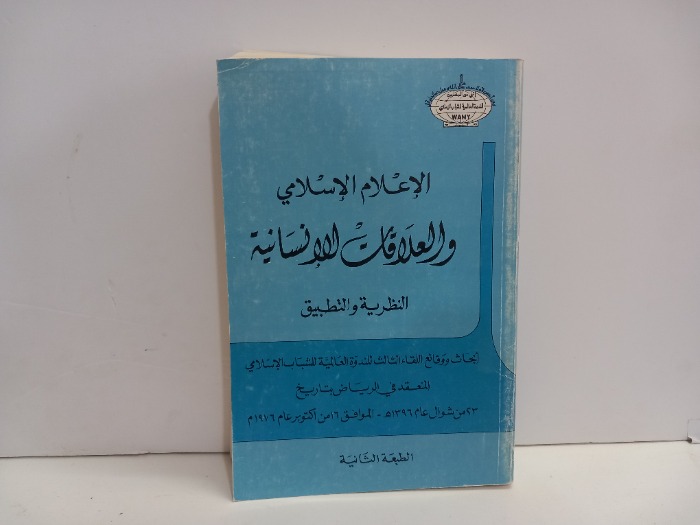 WAMY
الإعلام الإسلامي
والعلاقات الإنسانية
النظرية والتطبيق
أبحاث ووقائع اللقاء الثالث للندوة العالمية للشباب الإسلامي
المنعقد في الرياض بتاريخ
٢٣ من شوال عام ١٣٩٦هـ - الموافق ١٦ من أكتوبر عام ١٩٧٦م
الطبعة الثانية